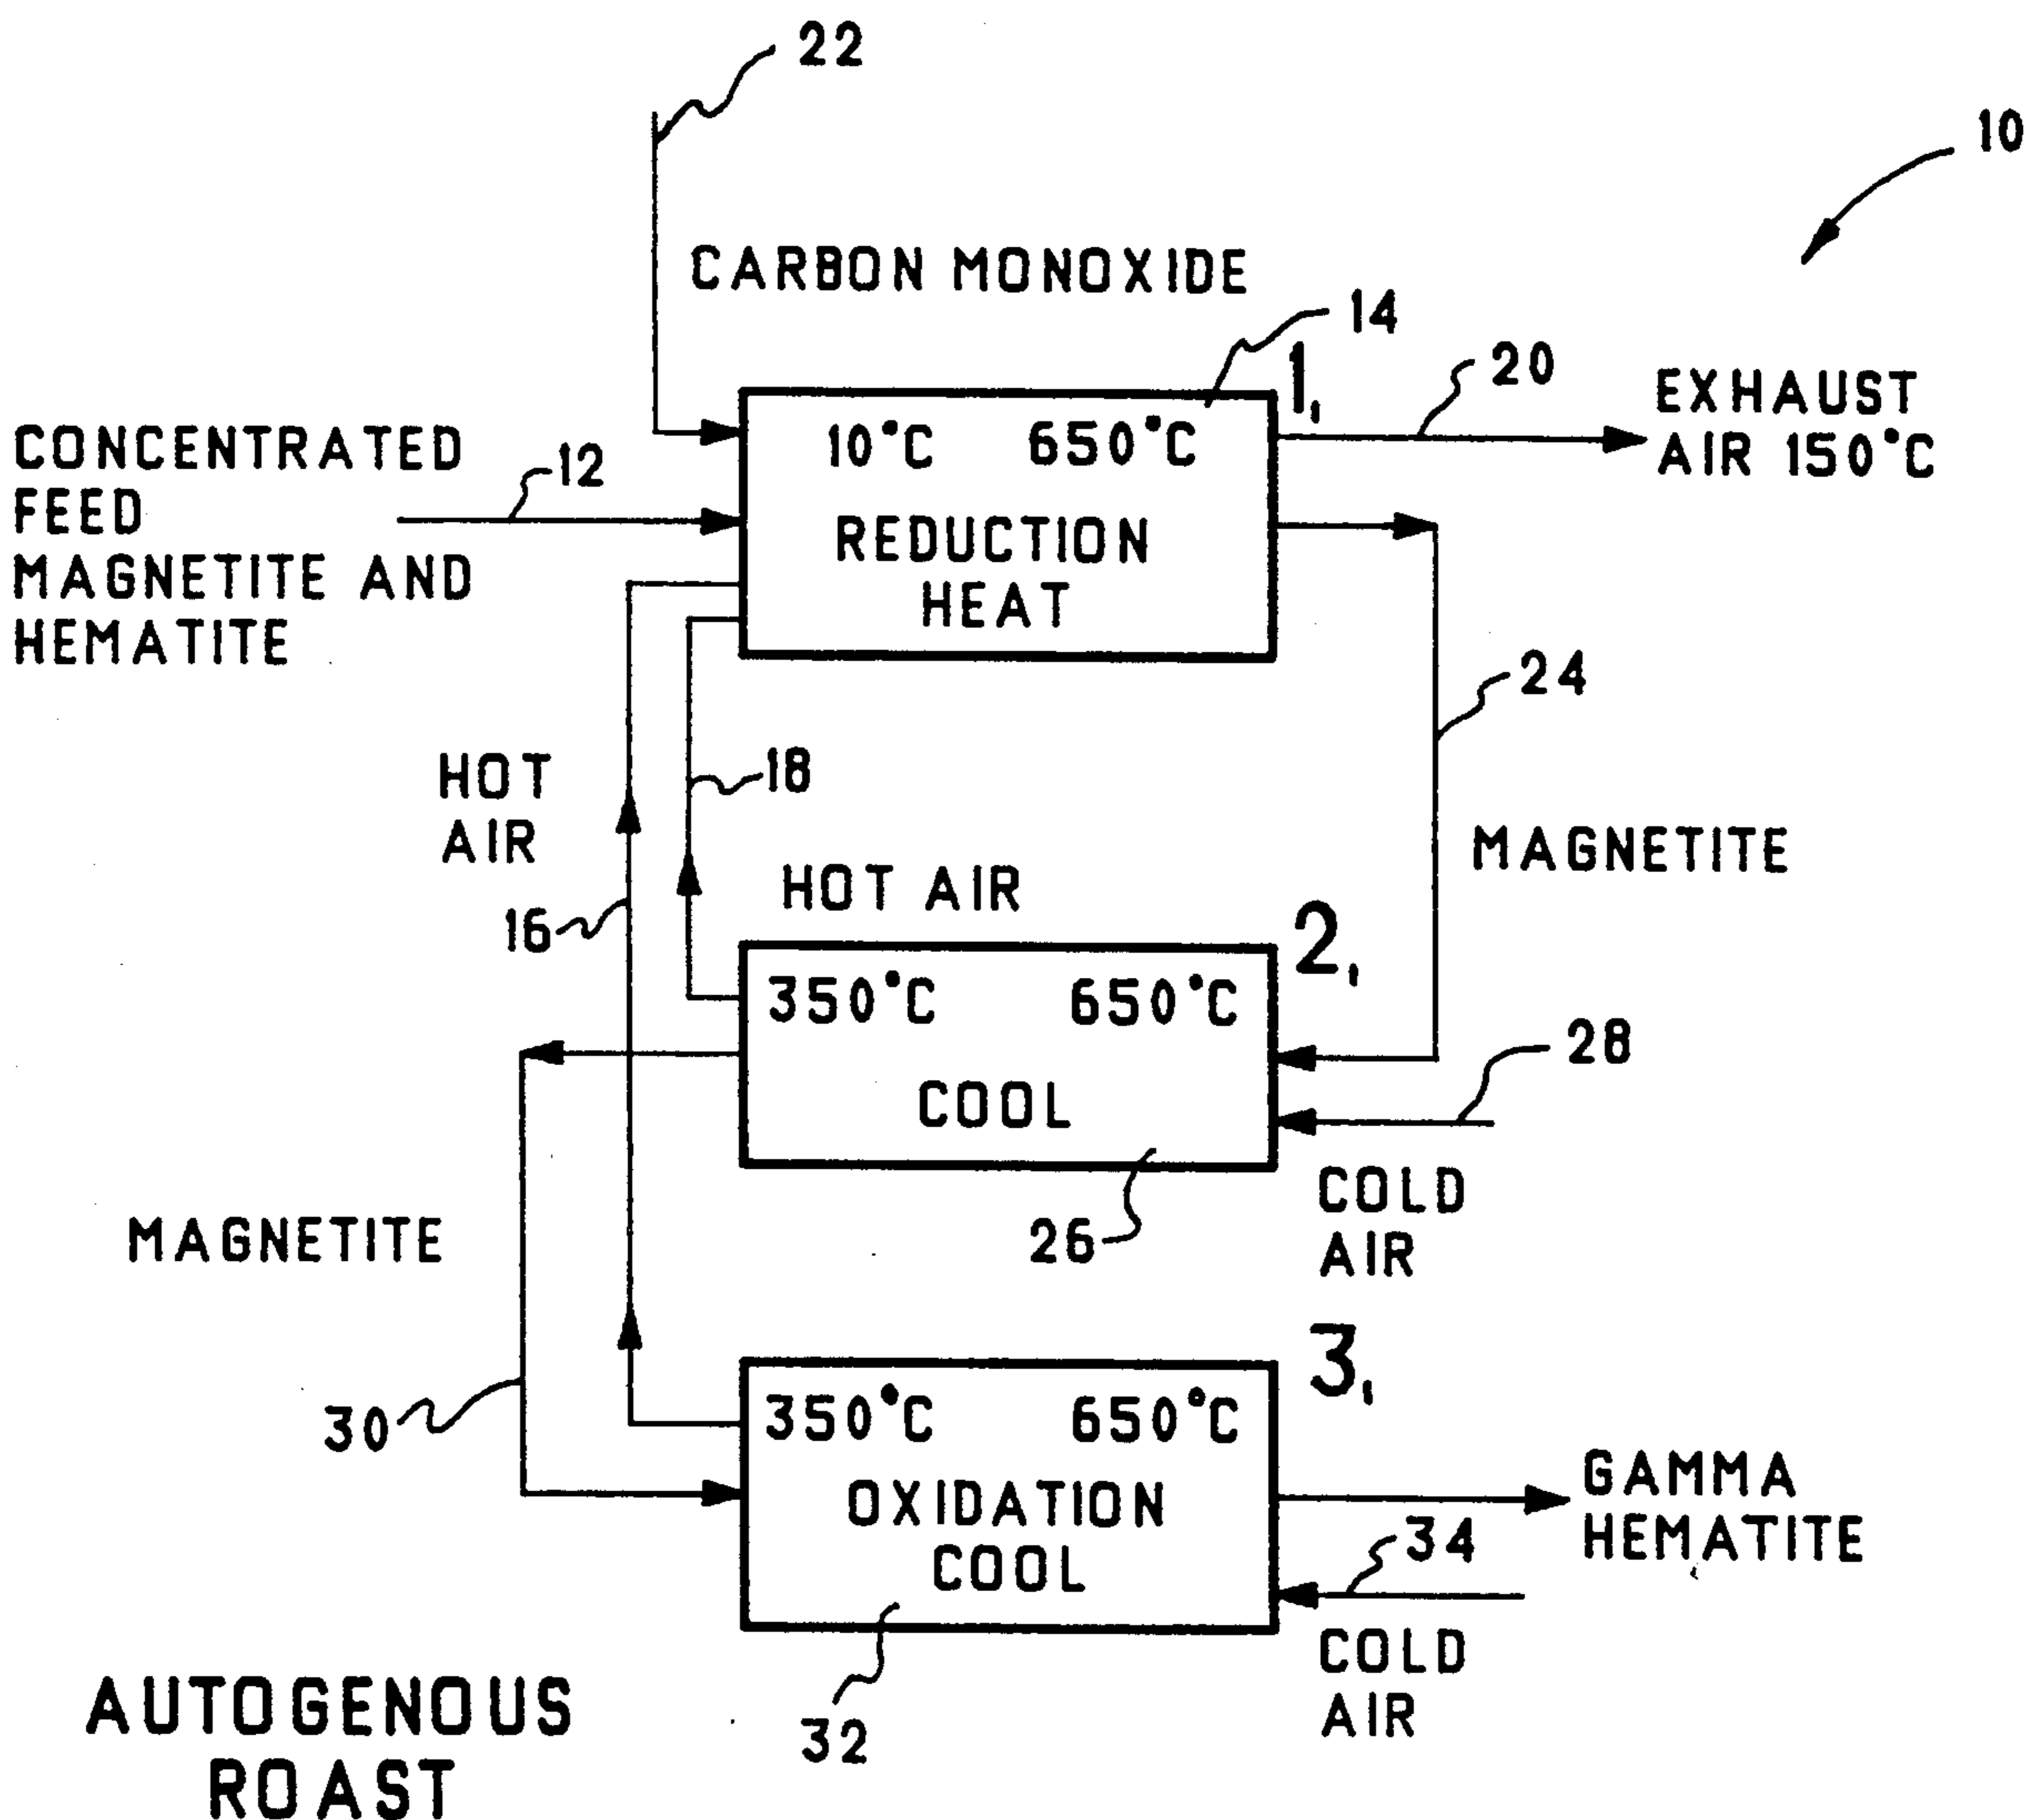 22
10
CARBON MONOXIDE
14
1,
20
EXHAUST
AIR 150°C
CONCENTRATED
FEED
MAGNETITE AND
HEMATITE
12
10°C 650°C
REDUCTION
HEAT
24
HOT
AIR
18
MAGNETITE
HOT AIR
16
2,
350°C 650°C
COOL
28
26
COLD
AIR
MAGNETITE
3,
30
350°C 650°C
OXIDATION
COOL
GAMMA
HEMATITE
34
COLD
AIR
32
AUTOGENOUS
ROAST